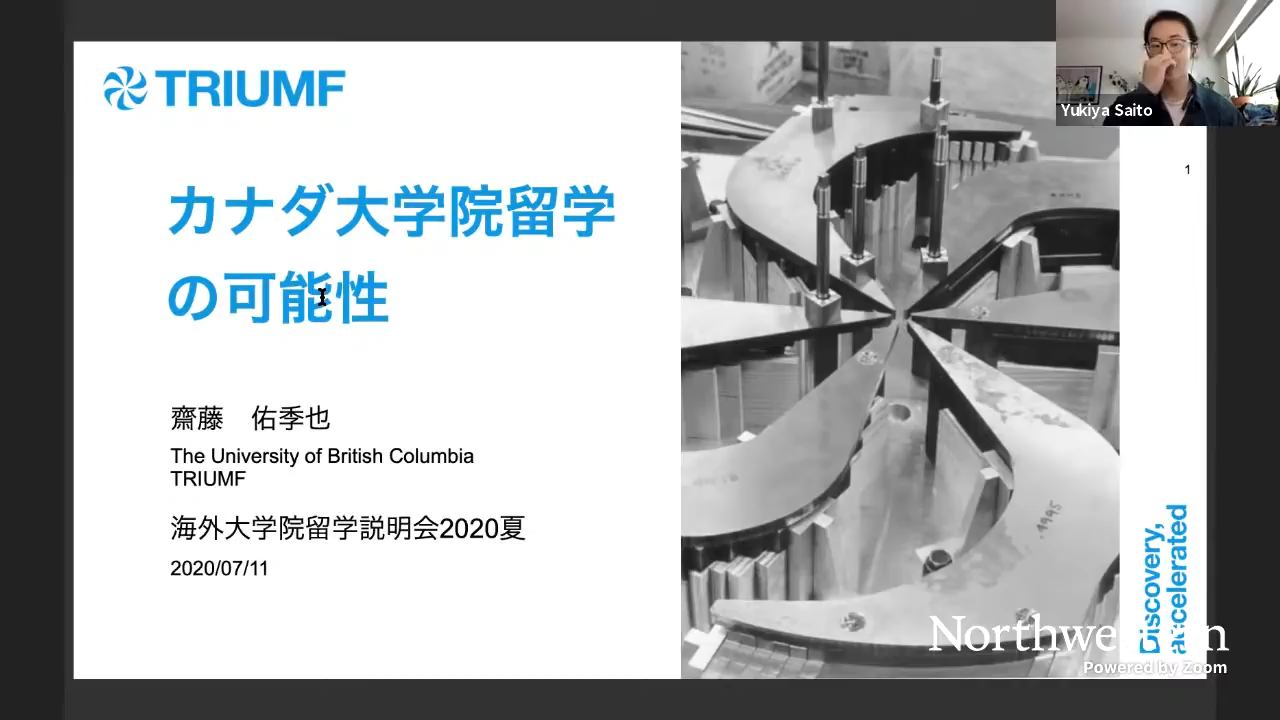 TRIUMF
カナダ大学院留学
の可能性
齋藤　佑季也
The University of British Columbia
TRIUMF
海外大学院留学説明会2020夏
2020/07/11
Yukiya Saito
1
Discovery,
accelerated
Northwestern
Powered by Zoom